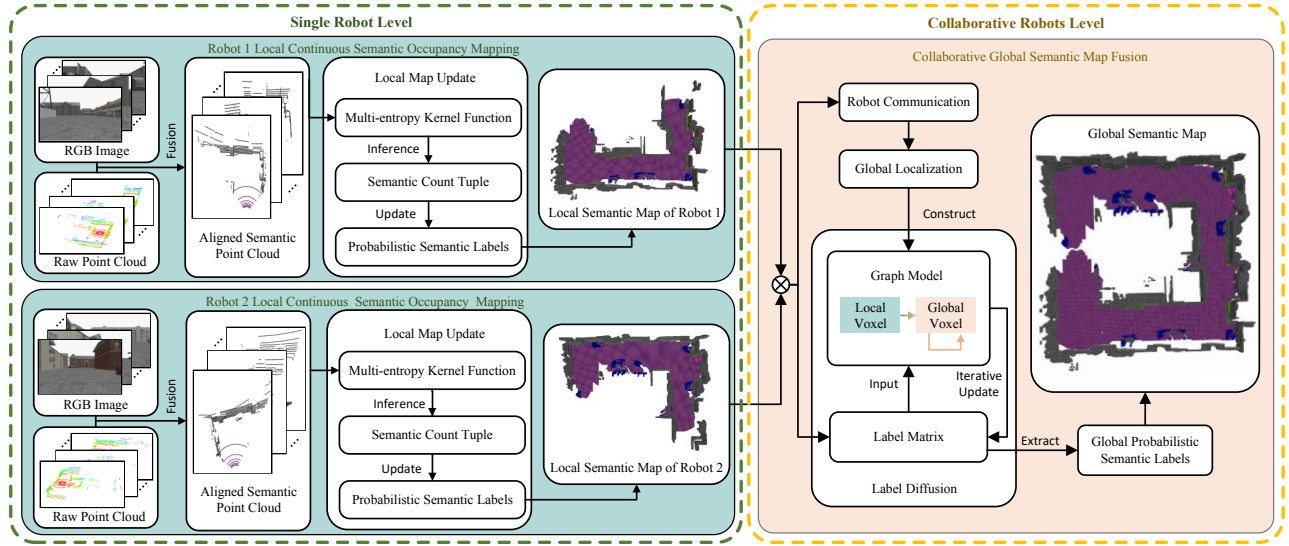 Single Robot Level
Robot 1 Local Continuous Semantic Occupancy Mapping
RGB Image
Raw Point Cloud
Fusion
Aligned Semantic
Point Cloud
Local Map Update
Multi-entropy Kernel Function
Inference
Semantic Count Tuple
Update
Probabilistic Semantic Labels
Local Semantic Map of Robot 1
Robot 2 Local Continuous Semantic Occupancy Mapping
RGB Image
Raw Point Cloud
Fusion
Aligned Semantic
Point Cloud
Local Map Update
Multi-entropy Kernel Function
Inference
Semantic Count Tuple
Update
Probabilistic Semantic Labels
Local Semantic Map of Robot 2
Collaborative Robots Level
Collaborative Global Semantic Map Fusion
Robot Communication
Global Localization
Construct
Graph Model
Local
Voxel
Global
Voxel
Input
Iterative
Update
Label Matrix
Label Diffusion
Extract
Global Probabilistic
Semantic Labels
Global Semantic Map